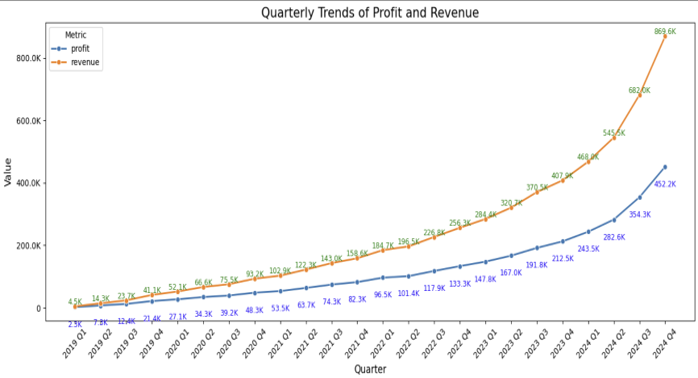 Quarterly Trends of Profit and Revenue
Metric
profit
revenue
Value
800.0K
600.0K
400.0K
200.0K
0
4.5K 14.3K 23.7K 41.1K 52.1K 66.6K 75.5K 93.2K 102.9K 122.3K 143.0K 158.6K 184.7K 196.5K 226.8K 256.3K 284.4K 320.7K 370.5K 407.9K 468.0K 545.5K 682.0K 869.6K
2.3K 7.8K 12.4K 21.4K 27.1K 34.3K 39.2K 48.3K 53.5K 63.7K 74.3K 82.3K 96.5K 101.4K 117.9K 133.3K 147.8K 167.0K 191.8K 212.5K 243.5K 282.6K 354.3K 452.2K
2019 Q1 2019 Q2 2019 Q3 2019 Q4 2020 Q1 2020 Q2 2020 Q3 2020 Q4 2021 Q1 2021 Q2 2021 Q3 2021 Q4 2022 Q1 2022 Q2 2022 Q3 2022 Q4 2023 Q1 2023 Q2 2023 Q3 2023 Q4 2024 Q1 2024 Q2 2024 Q3 2024 Q4
Quarter